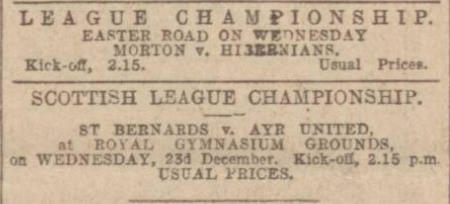 LEAGUE CHAMPIONSHIP.
EASTER ROAD ON WEDNESDAY
MORTON v. HIBERNIANS.
Kick-off, 2.15. Usual Prices.
SCOTTISH LEAGUE CHAMPIONSHIP.
ST BERNARDS v. AYR UNITED,
at ROYAL GYMNASIUM GROUNDS,
on WEDNESDAY, 23d December. Kick-off, 2.15 p.m.
USUAL PRICES.